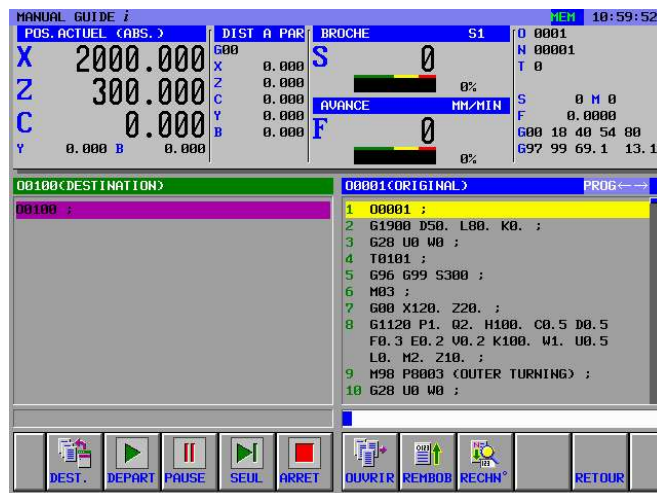 MANUAL GUIDE i MEM 10:59:52
POS.ACTUEL (ABS.)
X 2000.000
Z 300.000
C 0.000
Y 0.000 B 0.000
DIST A PAR
G00
X 0.000
Z 0.000
C 0.000
Y 0.000
B 0.000
BROCHE S1
S 0
0%
AVANCE MM/MIN
F 0
0%
O 0001
N 00001
T 0
S 0 M 0
F 0.0000
G00 18 40 54 80
G97 99 69.1 13.1
O0100(DESTINATION)
O0100 ;
O0001(ORIGINAL) PROG←→
1 O0001 ;
2 G1900 D50. L80. K0. ;
3 G28 U0 W0 ;
4 T0101 ;
5 G96 G99 S300 ;
6 M03 ;
7 G00 X120. Z20. ;
8 G1120 P1. Q2. H100. C0.5 D0.5
F0.3 E0.2 V0.2 K100. W1. U0.5
L0. M2. Z10. ;
9 M98 P8003 (OUTER TURNING) ;
10 G28 U0 W0 ;
DEST. DEPART PAUSE SEUL ARRET OUVRIR REMBOB RECHN° RETOUR